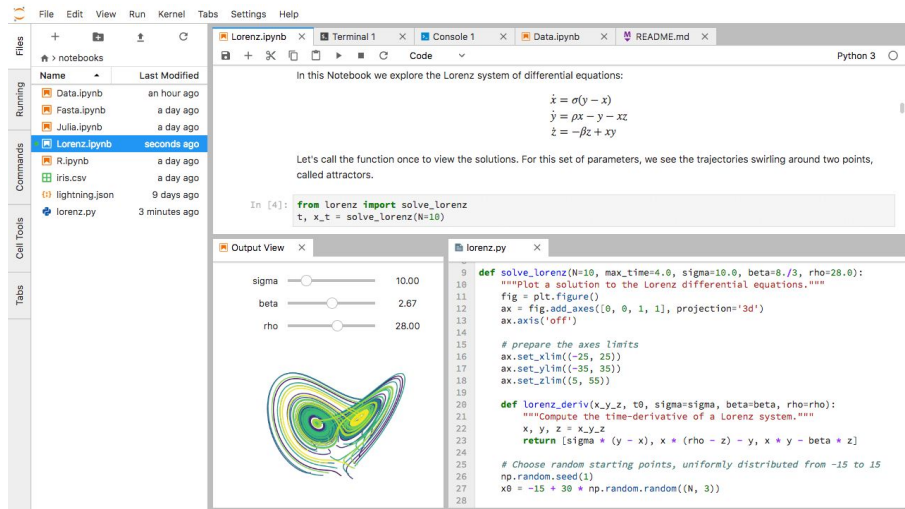 File Edit View Run Kernel Tabs Settings Help
Files
Running
Commands
Cell Tools
Tabs
notebooks
Name Last Modified
Data.ipynb an hour ago
Fasta.ipynb a day ago
Julia.ipynb a day ago
Lorenz.ipynb seconds ago
R.ipynb a day ago
iris.csv a day ago
lightning.json 9 days ago
lorenz.py 3 minutes ago
Lorenz.ipynb Terminal 1 Console 1 Data.ipynb README.md
Code Python 3
In this Notebook we explore the Lorenz system of differential equations:
ẋ = σ(y − x)
ẏ = ρx − y − xz
ż = −βz + xy
Let's call the function once to view the solutions. For this set of parameters, we see the trajectories swirling around two points,
called attractors.
In [4]: from lorenz import solve_lorenz
t, x_t = solve_lorenz(N=10)
Output View
sigma 10.00
beta 2.67
rho 28.00
lorenz.py
9 def solve_lorenz(N=10, max_time=4.0, sigma=10.0, beta=8./3, rho=28.0):
10 """Plot a solution to the Lorenz differential equations."""
11 fig = plt.figure()
12 ax = fig.add_axes([0, 0, 1, 1], projection='3d')
13 ax.axis('off')
14
15 # prepare the axes limits
16 ax.set_xlim((-25, 25))
17 ax.set_ylim((-35, 35))
18 ax.set_zlim((5, 55))
19
20 def lorenz_deriv(x_y_z, t0, sigma=sigma, beta=beta, rho=rho):
21 """Compute the time-derivative of a Lorenz system."""
22 x, y, z = x_y_z
23 return [sigma * (y - x), x * (rho - z) - y, x * y - beta * z]
24
25 # Choose random starting points, uniformly distributed from -15 to 15
26 np.random.seed(1)
27 x0 = -15 + 30 * np.random.random((N, 3))
28